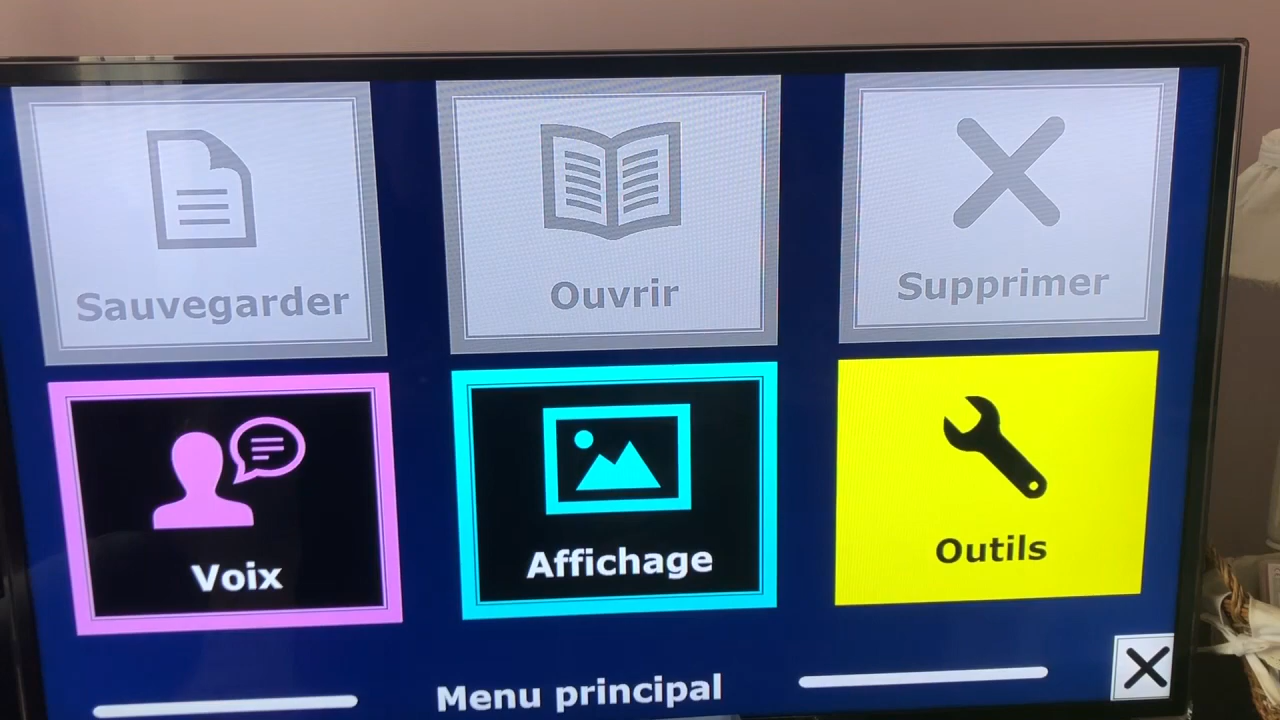 Sauvegarder
Ouvrir
Supprimer
Voix
Affichage
Outils
Menu principal